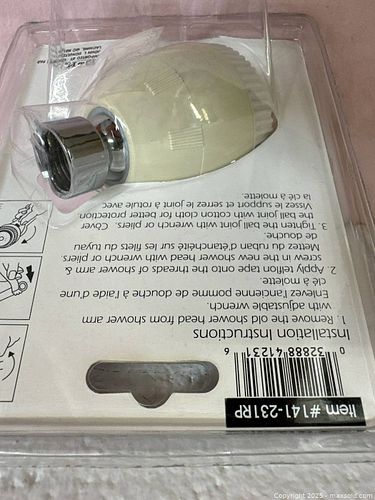 Item #141-231RP
0 32888 41231 6
Installation Instructions
1. Remove the old shower head from shower arm
with adjustable wrench.
Enlevez l'ancienne pomme de douche à l'aide d'une
clé à molette.
2. Apply teflon tape onto the threads of shower arm &
screw in the new shower head with wrench or pliers.
Mettez du ruban d'étanchéité sur les filets du tuyau
de douche.
3. Tighten the ball joint with wrench or pliers. Cover
the ball joint with cotton cloth for better protection
Vissez le support et serrez le joint à rotule avec
la clé à molette.
Copyright 2025 - maxsold.com